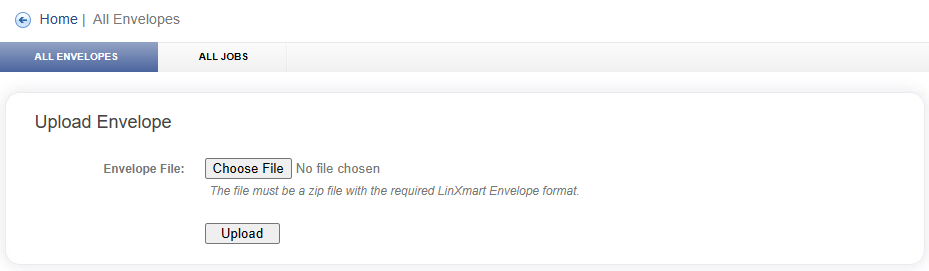 Home | All Envelopes
ALL ENVELOPES ALL JOBS
Upload Envelope
Envelope File: Choose File No file chosen
The file must be a zip file with the required LinXmart Envelope format.
Upload